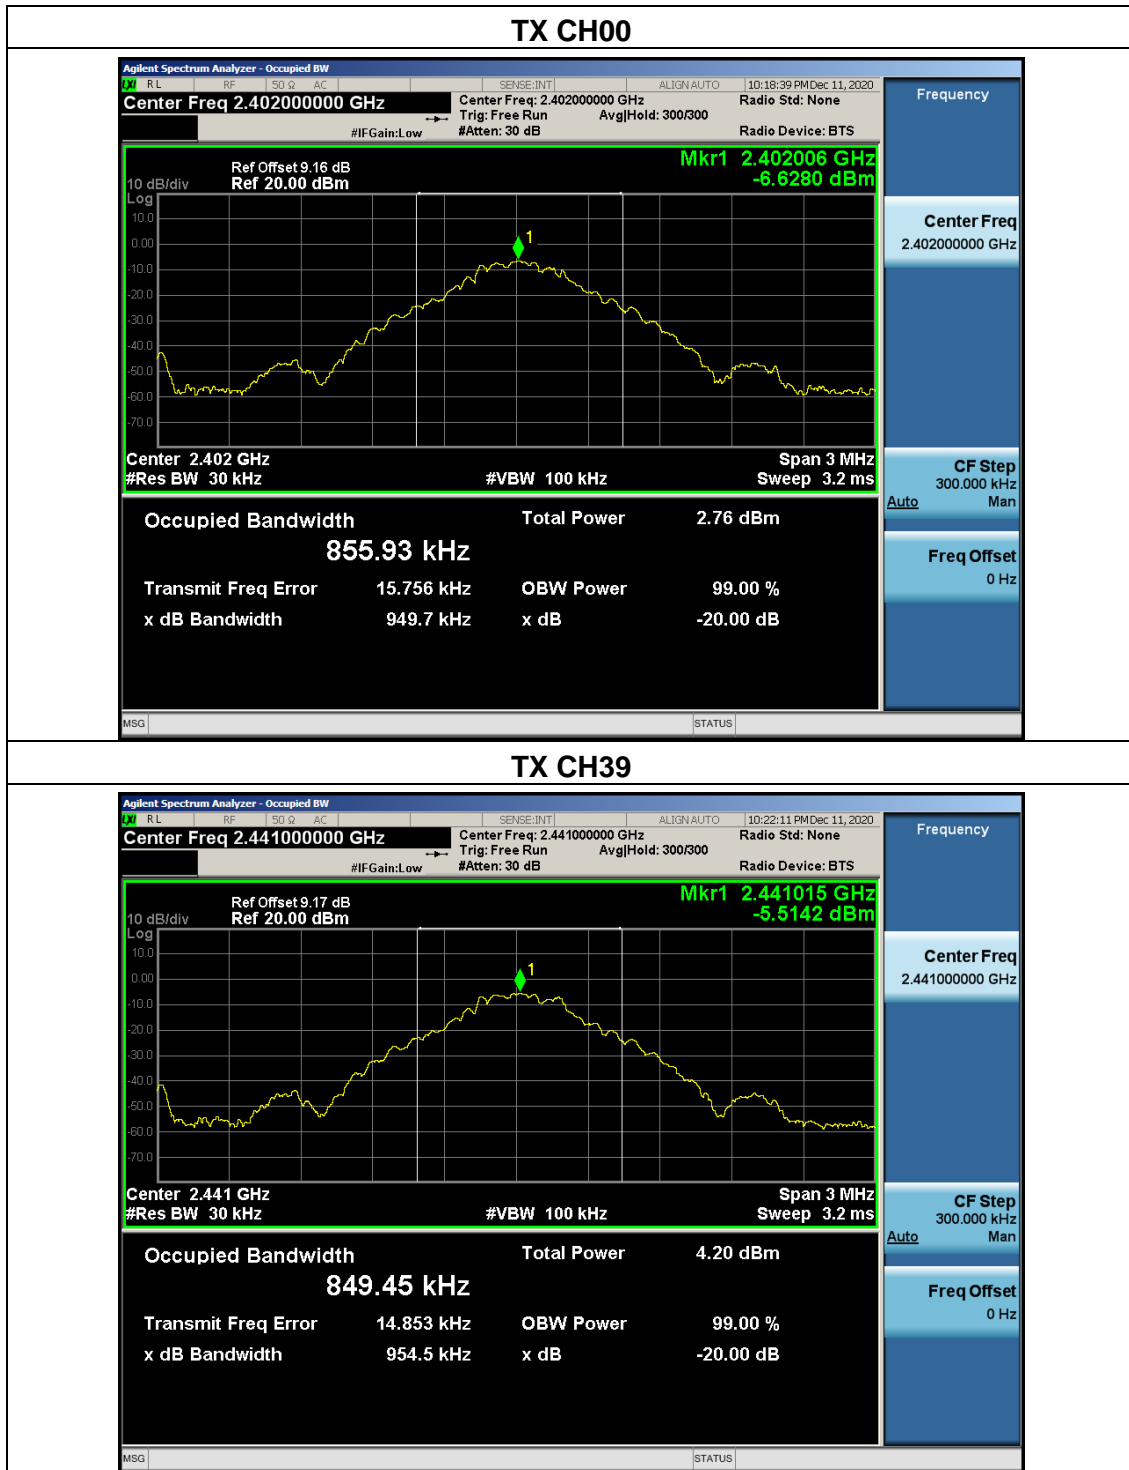 TX CH00
Agilent Spectrum Analyzer - Occupied BW
LXI RL RF 50 Ω AC SENSE:INT ALIGN AUTO 10:18:39 PM Dec 11, 2020
Center Freq 2.402000000 GHz
Center Freq: 2.402000000 GHz
Radio Std: None
Trig: Free Run Avg|Hold: 300/300
#IFGain:Low
#Atten: 30 dB
Radio Device: BTS
Frequency
Mkr1 2.402006 GHz
-6.6280 dBm
Ref Offset 9.16 dB
10 dB/div Ref 20.00 dBm
Log
10.0
0.00
-10.0
-20.0
-30.0
-40.0
-50.0
-60.0
-70.0
1
Center 2.402 GHz
Span 3 MHz
#Res BW 30 kHz
#VBW 100 kHz
Sweep 3.2 ms
Center Freq
2.402000000 GHz
CF Step
300.000 kHz
Auto Man
Freq Offset
0 Hz
Occupied Bandwidth
Total Power 2.76 dBm
855.93 kHz
Transmit Freq Error 15.756 kHz
OBW Power 99.00 %
x dB Bandwidth 949.7 kHz
x dB -20.00 dB
MSG STATUS
TX CH39
Agilent Spectrum Analyzer - Occupied BW
LXI RL RF 50 Ω AC SENSE:INT ALIGN AUTO 10:22:11 PM Dec 11, 2020
Center Freq 2.441000000 GHz
Center Freq: 2.441000000 GHz
Radio Std: None
Trig: Free Run Avg|Hold: 300/300
#IFGain:Low
#Atten: 30 dB
Radio Device: BTS
Frequency
Mkr1 2.441015 GHz
-5.5142 dBm
Ref Offset 9.17 dB
10 dB/div Ref 20.00 dBm
Log
10.0
0.00
-10.0
-20.0
-30.0
-40.0
-50.0
-60.0
-70.0
1
Center 2.441 GHz
Span 3 MHz
#Res BW 30 kHz
#VBW 100 kHz
Sweep 3.2 ms
Center Freq
2.441000000 GHz
CF Step
300.000 kHz
Auto Man
Freq Offset
0 Hz
Occupied Bandwidth
Total Power 4.20 dBm
849.45 kHz
Transmit Freq Error 14.853 kHz
OBW Power 99.00 %
x dB Bandwidth 954.5 kHz
x dB -20.00 dB
MSG STATUS